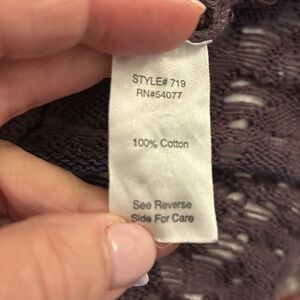 STYLE# 719
RN#54077
100% Cotton
See Reverse
Side For Care